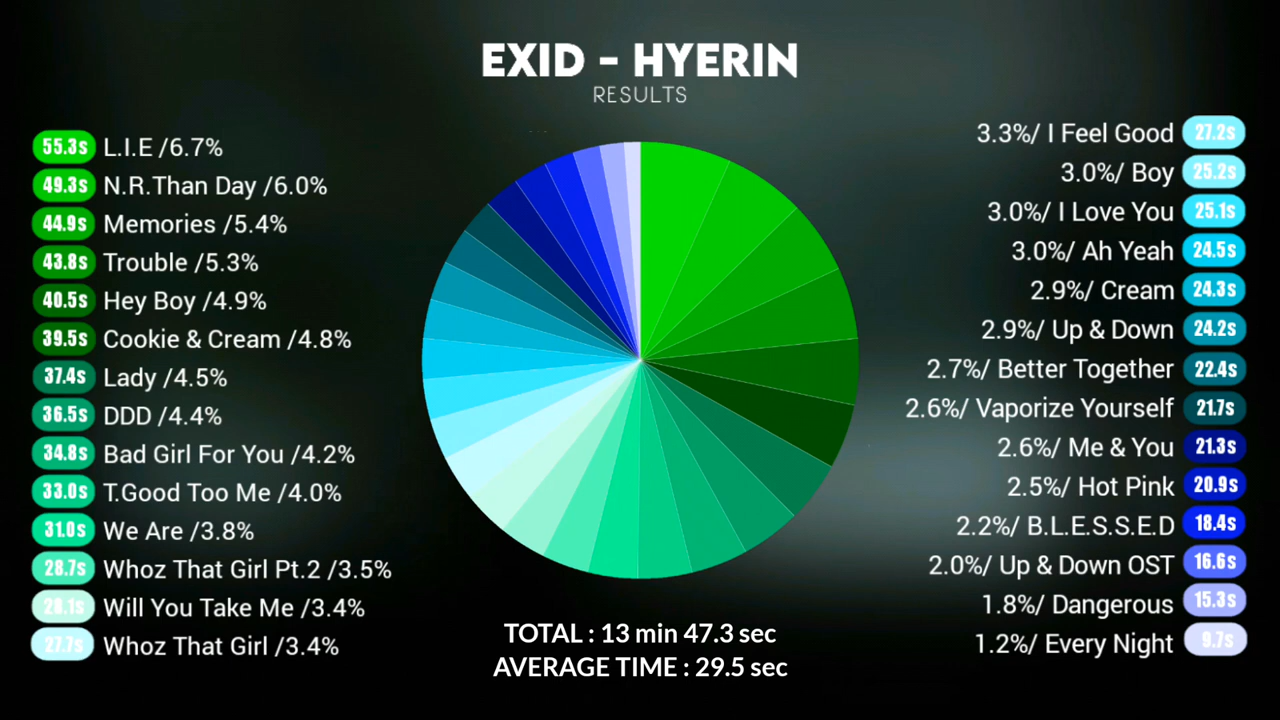 EXID - HYERIN
RESULTS
55.3s L.I.E /6.7%
49.3s N.R.Than Day /6.0%
44.9s Memories /5.4%
43.8s Trouble /5.3%
40.5s Hey Boy /4.9%
39.5s Cookie & Cream /4.8%
37.4s Lady /4.5%
36.5s DDD /4.4%
34.8s Bad Girl For You /4.2%
33.0s T.Good Too Me /4.0%
31.0s We Are /3.8%
28.7s Whoz That Girl Pt.2 /3.5%
28.1s Will You Take Me /3.4%
27.7s Whoz That Girl /3.4%
3.3%/ I Feel Good 27.2s
3.0%/ Boy 25.2s
3.0%/ I Love You 25.1s
3.0%/ Ah Yeah 24.5s
2.9%/ Cream 24.3s
2.9%/ Up & Down 24.2s
2.7%/ Better Together 22.4s
2.6%/ Vaporize Yourself 21.7s
2.6%/ Me & You 21.3s
2.5%/ Hot Pink 20.9s
2.2%/ B.L.E.S.S.E.D 18.4s
2.0%/ Up & Down OST 16.6s
1.8%/ Dangerous 15.3s
1.2%/ Every Night 9.7s
TOTAL : 13 min 47.3 sec
AVERAGE TIME : 29.5 sec